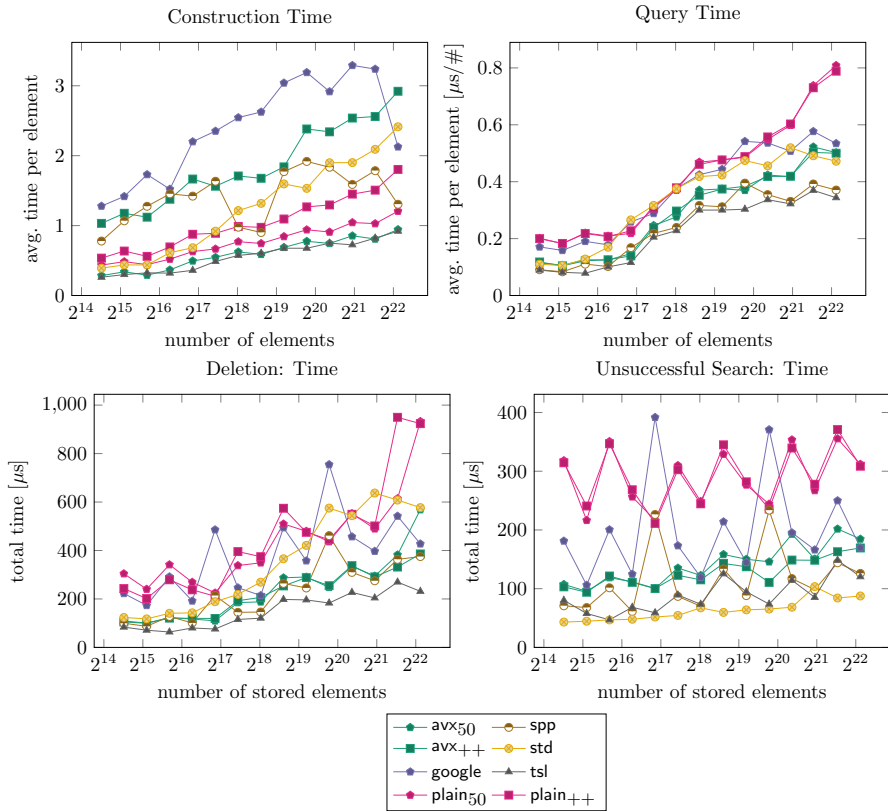 Construction Time
avg. time per element
3
2
1
0
2^14 2^15 2^16 2^17 2^18 2^19 2^20 2^21 2^22
number of elements
Query Time
avg. time per element [μs/#]
0.8
0.6
0.4
0.2
0
2^14 2^15 2^16 2^17 2^18 2^19 2^20 2^21 2^22
number of elements
Deletion: Time
total time [μs]
1,000
800
600
400
200
0
2^14 2^15 2^16 2^17 2^18 2^19 2^20 2^21 2^22
number of stored elements
Unsuccessful Search: Time
total time [μs]
400
300
200
100
0
2^14 2^15 2^16 2^17 2^18 2^19 2^20 2^21 2^22
number of stored elements
avx50 spp
avx++ std
google tsl
plain50 plain++